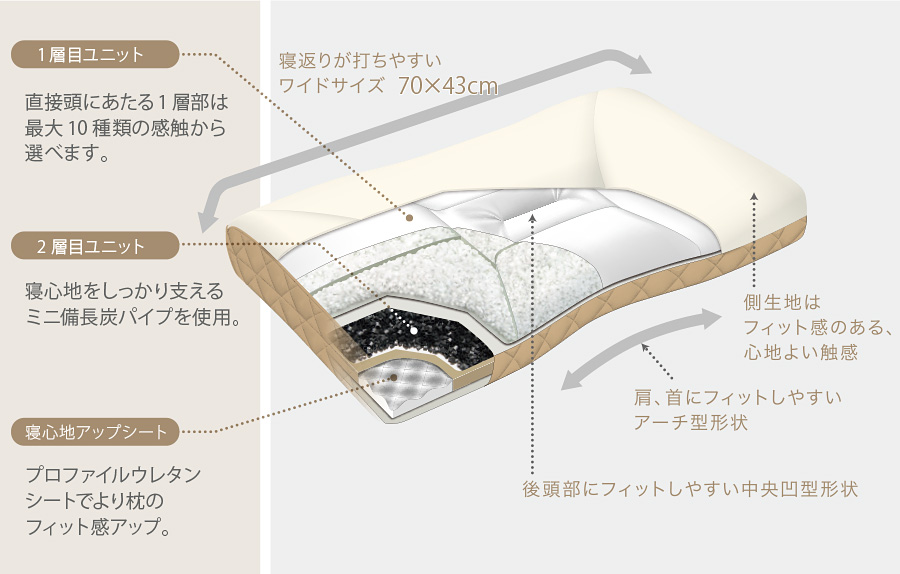 1層目ユニット
直接頭にあたる1層部は
最大10種類の感触から
選べます。
2層目ユニット
寝心地をしっかり支える
ミニ備長炭パイプを使用。
寝心地アップシート
プロファイルウレタン
シートでより枕の
フィット感アップ。
寝返りが打ちやすい
ワイドサイズ 70×43cm
側生地は
フィット感のある、
心地よい触感
肩、首にフィットしやすい
アーチ型形状
後頭部にフィットしやすい中央凹型形状